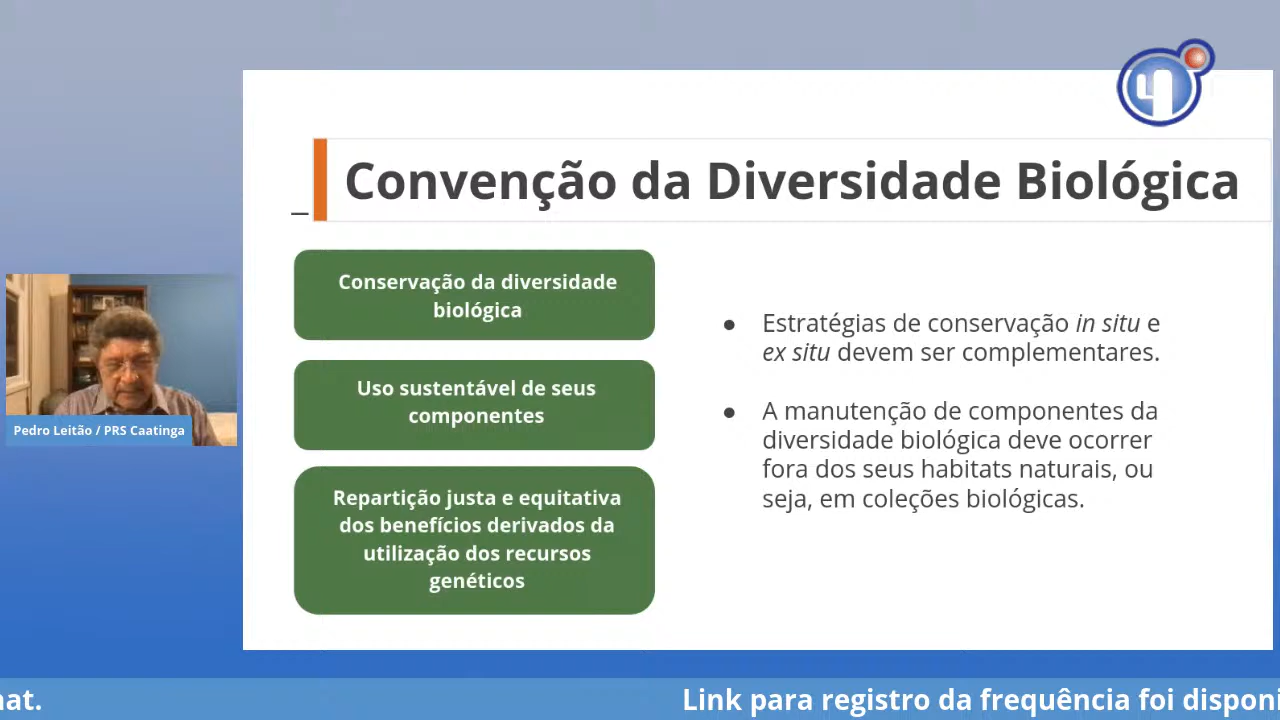 Convenção da Diversidade Biológica
Conservação da diversidade
biológica
Uso sustentável de seus
componentes
Repartição justa e equitativa
dos benefícios derivados da
utilização dos recursos
genéticos
● Estratégias de conservação in situ e
ex situ devem ser complementares.
● A manutenção de componentes da
diversidade biológica deve ocorrer
fora dos seus habitats naturais, ou
seja, em coleções biológicas.
Pedro Leitão / PRS Caatinga
hat. Link para registro da frequência foi disponi